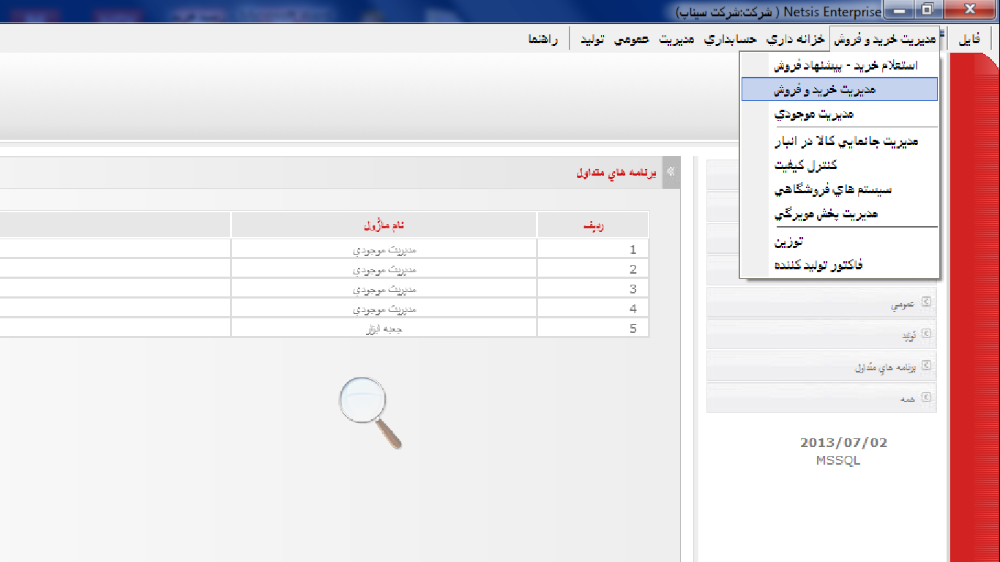 Netsis Enterprise ( شرکت:شرکت سیناپ)
فایل مدیریت خرید و فروش خزانه داري حسابداري مدیریت عمومي تولید راهنما
استعلام خرید - پیشنهاد فروش
مدیریت خرید و فروش
مدیریت موجودي
مدیریت جانمایي کالا در انبار
کنترل کیفیت
سیستم هاي فروشگاهي
مدیریت پخش مویرگي
توزین
فاکتور تولید کننده
برنامه هاي متداول
ردیف نام ماژول
1 مدیریت موجودي
2 مدیریت موجودي
3 مدیریت موجودي
4 مدیریت موجودي
5 جعبه ابزار
عمومي
تولید
برنامه هاي متداول
همه
2013/07/02
MSSQL